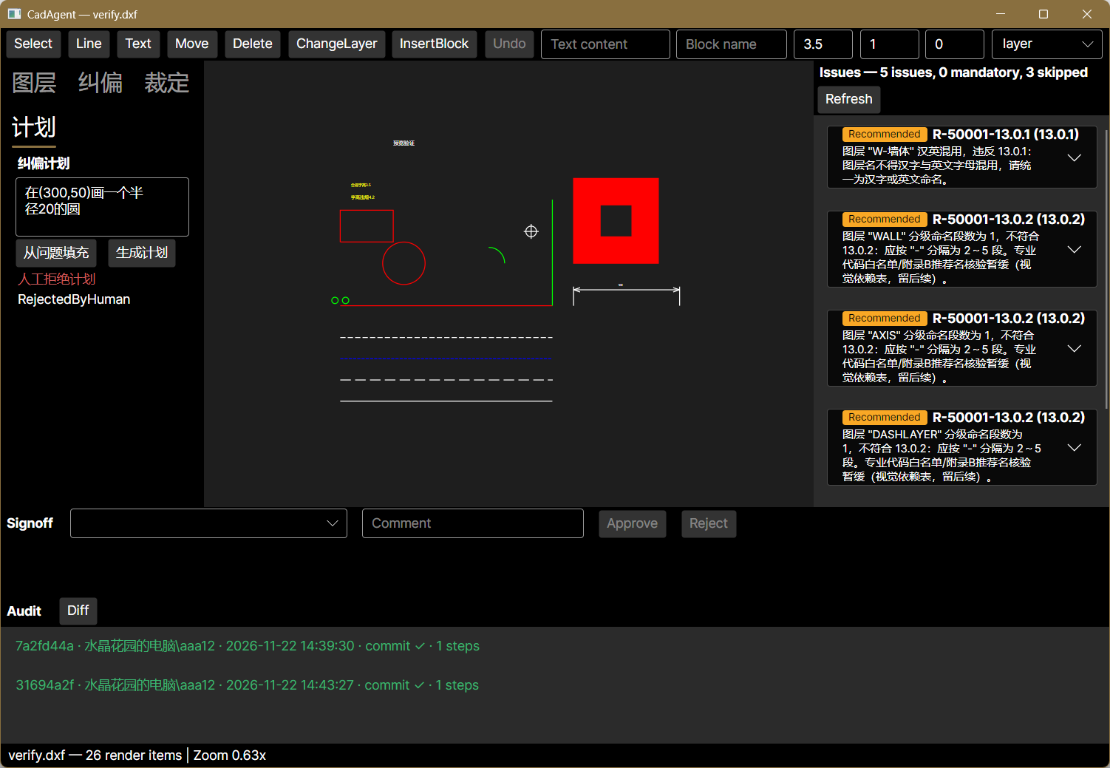 CadAgent — verify.dxf
Select Line Text Move Delete ChangeLayer InsertBlock Undo Text content Block name 3.5 1 0 layer
图层 纠偏 裁定
计划
纠偏计划
在(300,50)画一个半
径20的圆
从问题填充 生成计划
人工拒绝计划
RejectedByHuman
Issues — 5 issues, 0 mandatory, 3 skipped
Refresh
Recommended R-50001-13.0.1 (13.0.1)
图层 "W-墙体" 汉英混用，违反 13.0.1：
图层名不得汉字与英文字母混用，请统
一为汉字或英文命名。
Recommended R-50001-13.0.2 (13.0.2)
图层 "WALL" 分级命名段数为 1，不符合
13.0.2：应按 "-" 分隔为 2～5 段。专业
代码白名单/附录B推荐名核验暂缓（视
觉依赖表，留后续）。
Recommended R-50001-13.0.2 (13.0.2)
图层 "AXIS" 分级命名段数为 1，不符合
13.0.2：应按 "-" 分隔为 2～5 段。专业
代码白名单/附录B推荐名核验暂缓（视
觉依赖表，留后续）。
Recommended R-50001-13.0.2 (13.0.2)
图层 "DASHLAYER" 分级命名段数为
1，不符合 13.0.2：应按 "-" 分隔为 2～5
段。专业代码白名单/附录B推荐名核验
暂缓（视觉依赖表，留后续）。
Signoff Comment Approve Reject
Audit Diff
7a2fd44a · 水晶花园的电脑\aaa12 · 2026-11-22 14:39:30 · commit ✓ · 1 steps
31694a2f · 水晶花园的电脑\aaa12 · 2026-11-22 14:43:27 · commit ✓ · 1 steps
verify.dxf — 26 render items | Zoom 0.63x